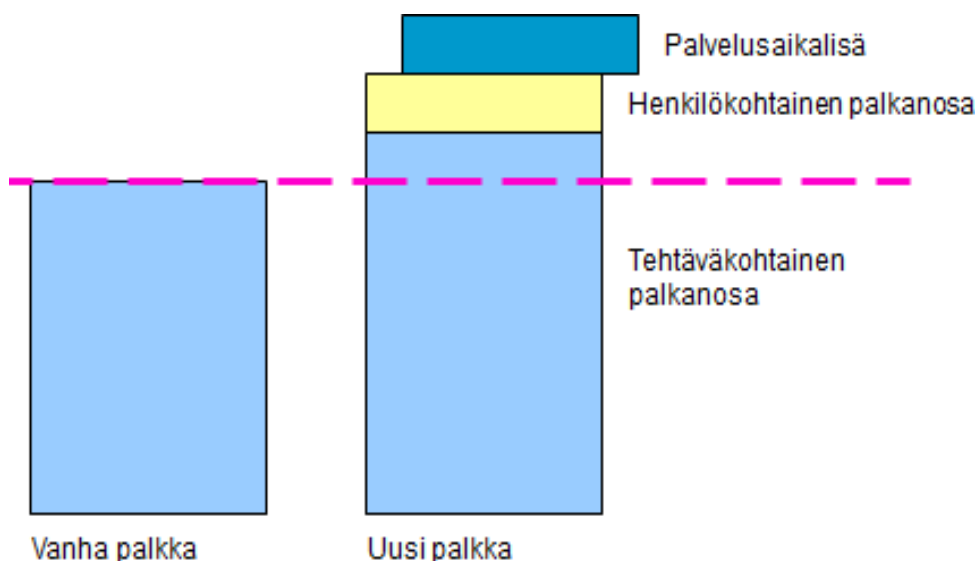 Palvelusaikalisä
Henkilökohtainen palkanosa
Tehtäväkohtainen
palkanosa
Vanha palkka
Uusi palkka